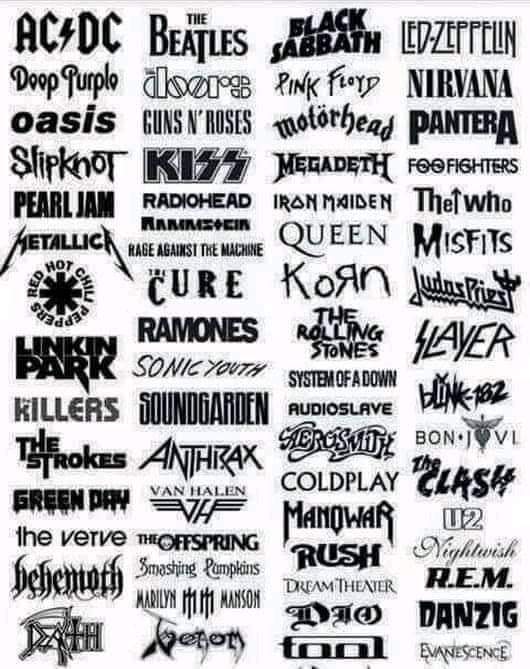 AC DC
THE
BEATLES
BLACK
SABBATH
LED-ZEPPELIN
Deep Purple
THE doors
PINK FLOYD
NIRVANA
oasis
GUNS N' ROSES
motörhead
PANTERA
SlipknoT
KISS
MEGADETH
FOO FIGHTERS
PEARL JAM
RADIOHEAD
IRON MAIDEN
The who
METALLICA
RAMMSTEIN
QUEEN
MISFITS
RAGE AGAINST THE MACHINE
RED HOT CHILI PEPPERS
THE CURE
KoRn
Judas Priest
LINKIN
PARK
RAMONES
THE
ROLLING
STONES
SLAYER
SONIC YOUTH
SYSTEM OF A DOWN
blink-182
THE KILLERS
SOUNDGARDEN
AUDIOSLAVE
BON JOVI
THE
STROKES
ANTHRAX
AEROSMITH
The
CLASH
GREEN DAY
VAN HALEN
VH
COLDPLAY
U2
the verve
THE OFFSPRING
MANOWAR
Nightwish
behemoth
Smashing Pumpkins
RUSH
R.E.M.
MARILYN MANSON
DREAM THEATER
DEATH
VENOM
DIO
DANZIG
TOOL
EVANESCENCE